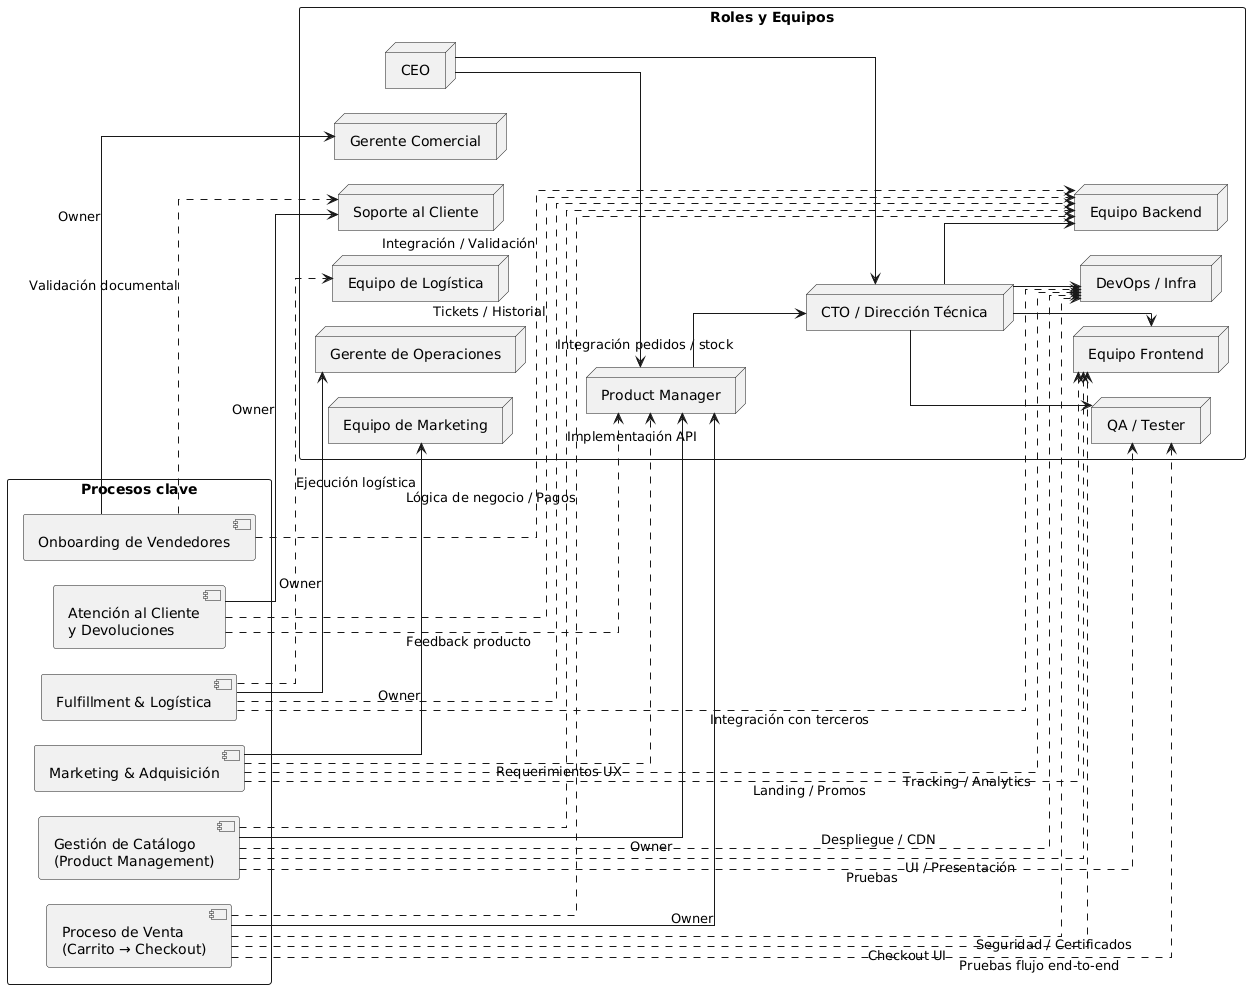 Roles y Equipos
CEO
Gerente Comercial
Soporte al Cliente
Equipo Backend
Owner
Integración / Validación
Equipo de Logística
DevOps / Infra
Validación documental
Tickets / Historial
CTO / Dirección Técnica
Integración pedidos / stock
Gerente de Operaciones
Equipo Frontend
Product Manager
Owner
Equipo de Marketing
QA / Tester
Implementación API
Ejecución logística
Procesos clave
Lógica de negocio / Pagos
Onboarding de Vendedores
Owner
Atención al Cliente
y Devoluciones
Feedback producto
Fulfillment & Logística
Owner
Integración con terceros
Marketing & Adquisición
Requerimientos UX
Tracking / Analytics
Landing / Promos
Gestión de Catálogo
(Product Management)
Despliegue / CDN
Owner
UI / Presentación
Pruebas
Proceso de Venta
(Carrito → Checkout)
Owner
Seguridad / Certificados
Checkout UI
Pruebas flujo end-to-end